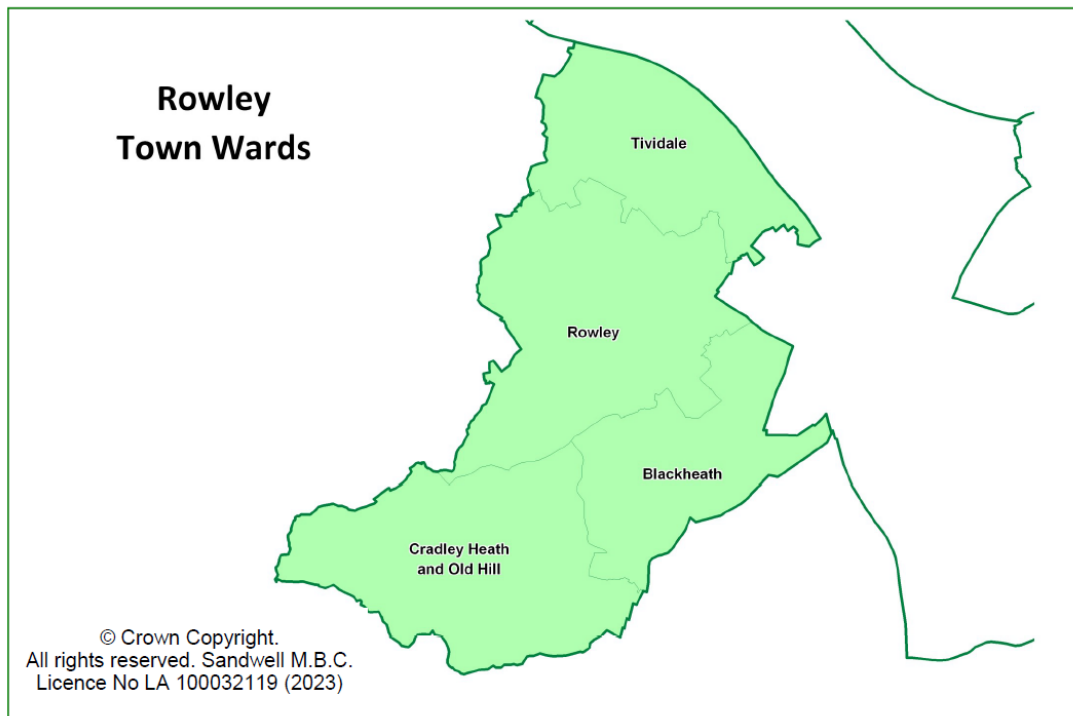 Rowley
Town Wards
Tividale
Rowley
Blackheath
Cradley Heath
and Old Hill
© Crown Copyright.
All rights reserved. Sandwell M.B.C.
Licence No LA 100032119 (2023)